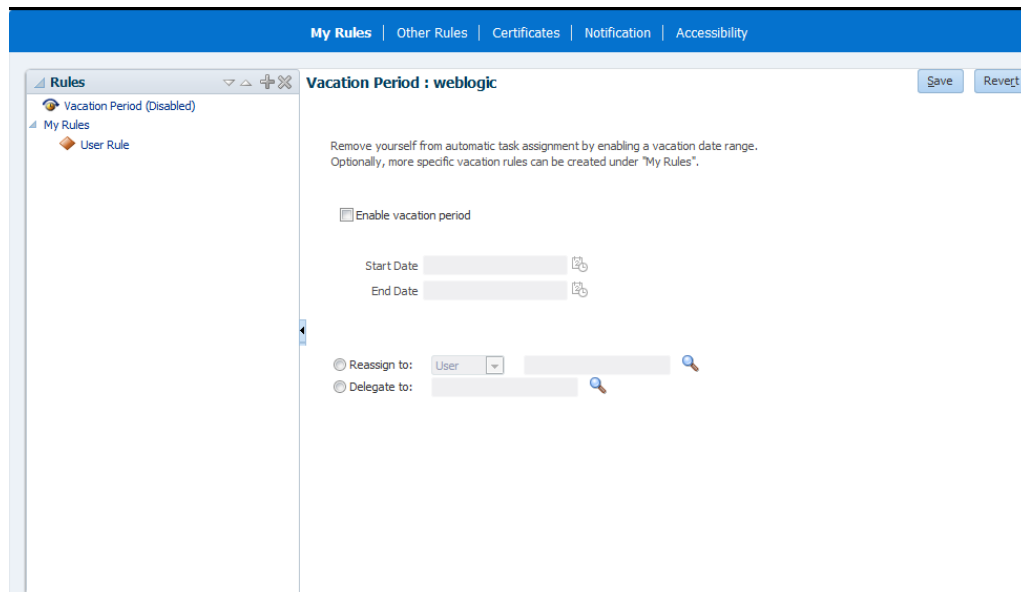 My Rules | Other Rules | Certificates | Notification | Accessibility
Rules
Vacation Period (Disabled)
My Rules
User Rule
Vacation Period : weblogic
Save
Revert
Remove yourself from automatic task assignment by enabling a vacation date range.
Optionally, more specific vacation rules can be created under "My Rules".
Enable vacation period
Start Date
End Date
Reassign to: User
Delegate to: